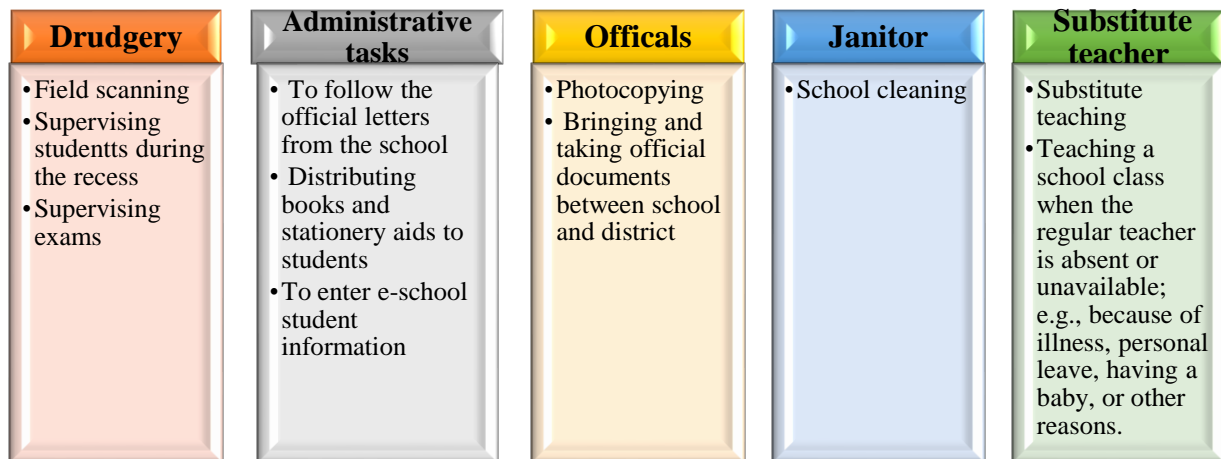 Drudgery
•Field scanning
•Supervising
studentts during
the recess
•Supervising
exams
Administrative
tasks
• To follow the
official letters
from the school
• Distributing
books and
stationery aids to
students
•To enter e-school
student
information
Officals
•Photocopying
• Bringing and
taking official
documents
between school
and district
Janitor
•School cleaning
Substitute
teacher
•Substitute
teaching
•Teaching a
school class
when the
regular teacher
is absent or
unavailable;
e.g., because of
illness, personal
leave, having a
baby, or other
reasons.